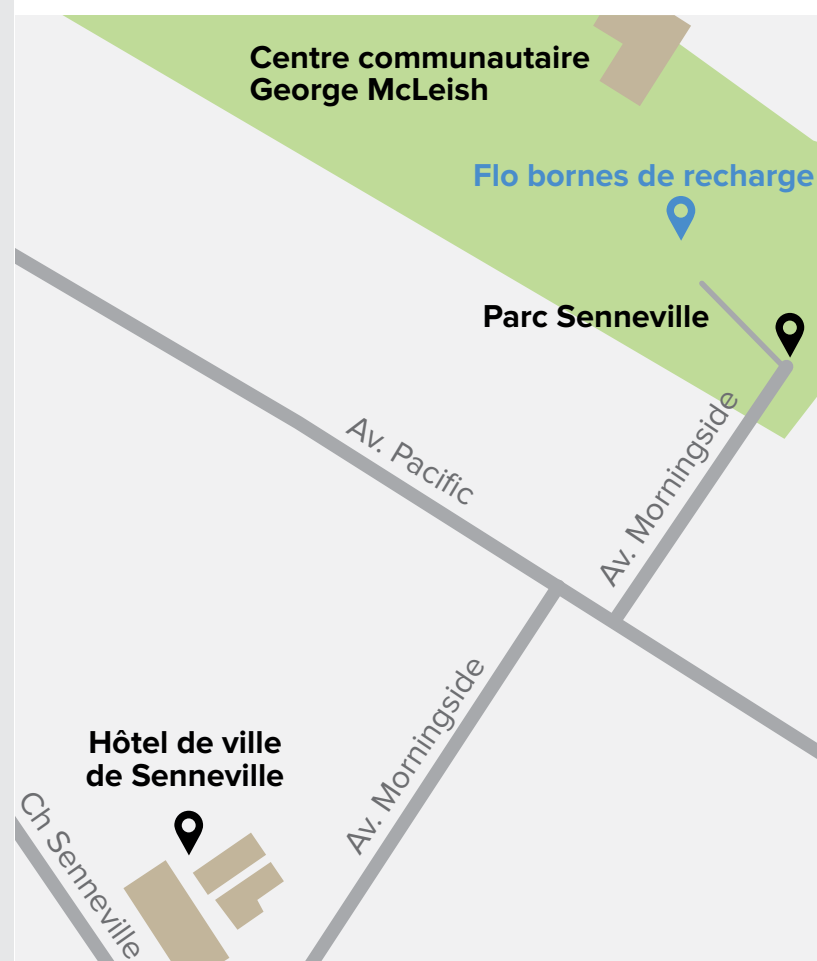 Centre communautaire
George McLeish
Flo bornes de recharge
Parc Senneville
Av. Pacific
Av. Morningside
Av. Morningside
Hôtel de ville
de Senneville
Ch Senneville